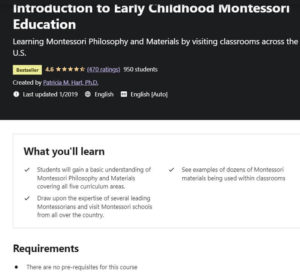 Introduction to Early Childhood Montessori
Education
Learning Montessori Philosophy and Materials by visiting classrooms across the
U.S.
Bestseller 4.6 (470 ratings) 950 students
Created by Patricia M. Hart, Ph.D.
Last updated 1/2019 English English [Auto]
What you'll learn
Students will gain a basic understanding of
Montessori Philosophy and Materials
covering all five curriculum areas.
Draw upon the expertise of several leading
Montessorians and visit Montessori schools
from all over the country.
See examples of dozens of Montessori
materials being used within classrooms
Requirements
There are no pre-requisites for this course